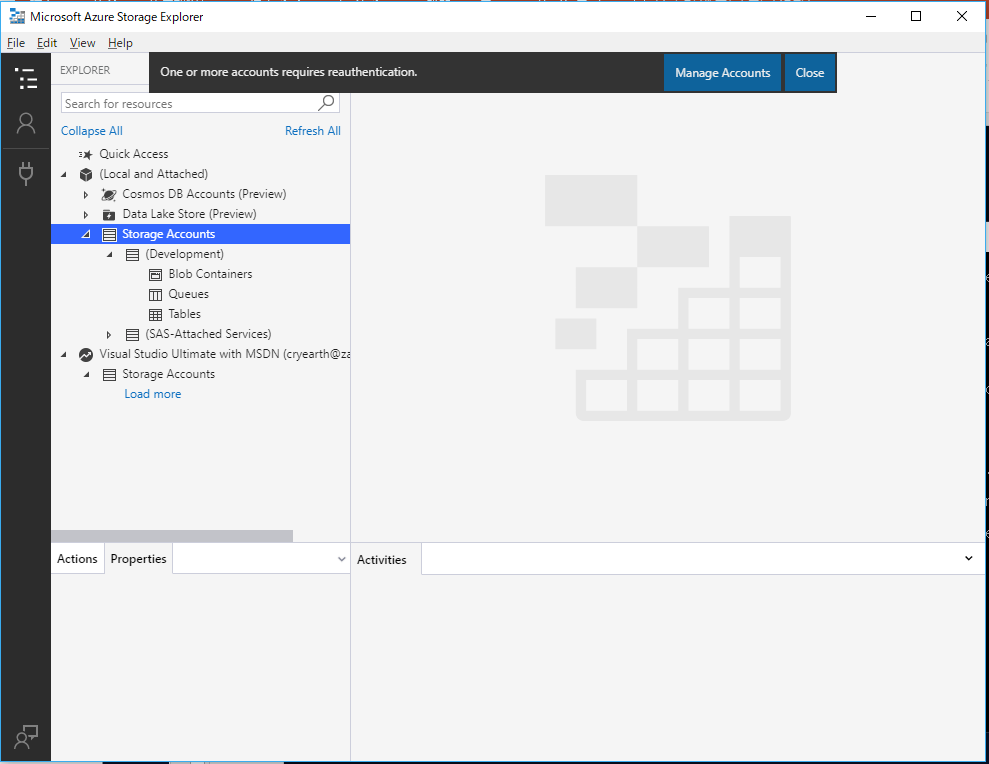 Microsoft Azure Storage Explorer
File Edit View Help
EXPLORER
One or more accounts requires reauthentication.
Manage Accounts
Close
Search for resources
Collapse All
Refresh All
Quick Access
(Local and Attached)
Cosmos DB Accounts (Preview)
Data Lake Store (Preview)
Storage Accounts
(Development)
Blob Containers
Queues
Tables
(SAS-Attached Services)
Visual Studio Ultimate with MSDN (cryearth@za
Storage Accounts
Load more
Actions
Properties
Activities